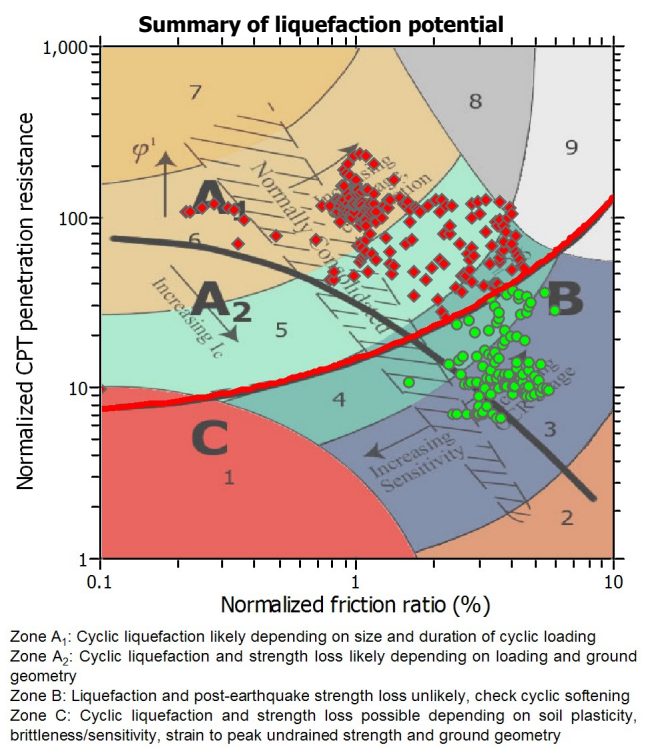 Summary of liquefaction potential
1,000
7
8
φ'
9
Normalized CPT penetration resistance
Normally Consolidated
Increasing
A1
100
6
A2
B
Increasing Ic
5
10
4
C
3
Increasing
Sensitivity
1
2
1
0.1
1
10
Normalized friction ratio (%)
Zone A1: Cyclic liquefaction likely depending on size and duration of cyclic loading
Zone A2: Cyclic liquefaction and strength loss likely depending on loading and ground
geometry
Zone B: Liquefaction and post-earthquake strength loss unlikely, check cyclic softening
Zone C: Cyclic liquefaction and strength loss possible depending on soil plasticity,
brittleness/sensitivity, strain to peak undrained strength and ground geometry